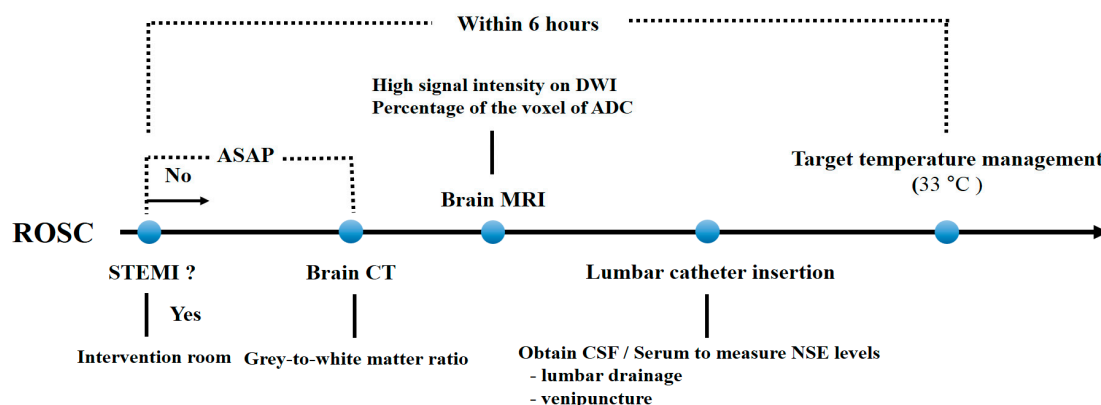 Within 6 hours
High signal intensity on DWI
Percentage of the voxel of ADC
ASAP
No
Target temperature management
(33 °C )
Brain MRI
ROSC
STEMI ?
Brain CT
Lumbar catheter insertion
Yes
Intervention room
Grey-to-white matter ratio
Obtain CSF / Serum to measure NSE levels
- lumbar drainage
- venipuncture